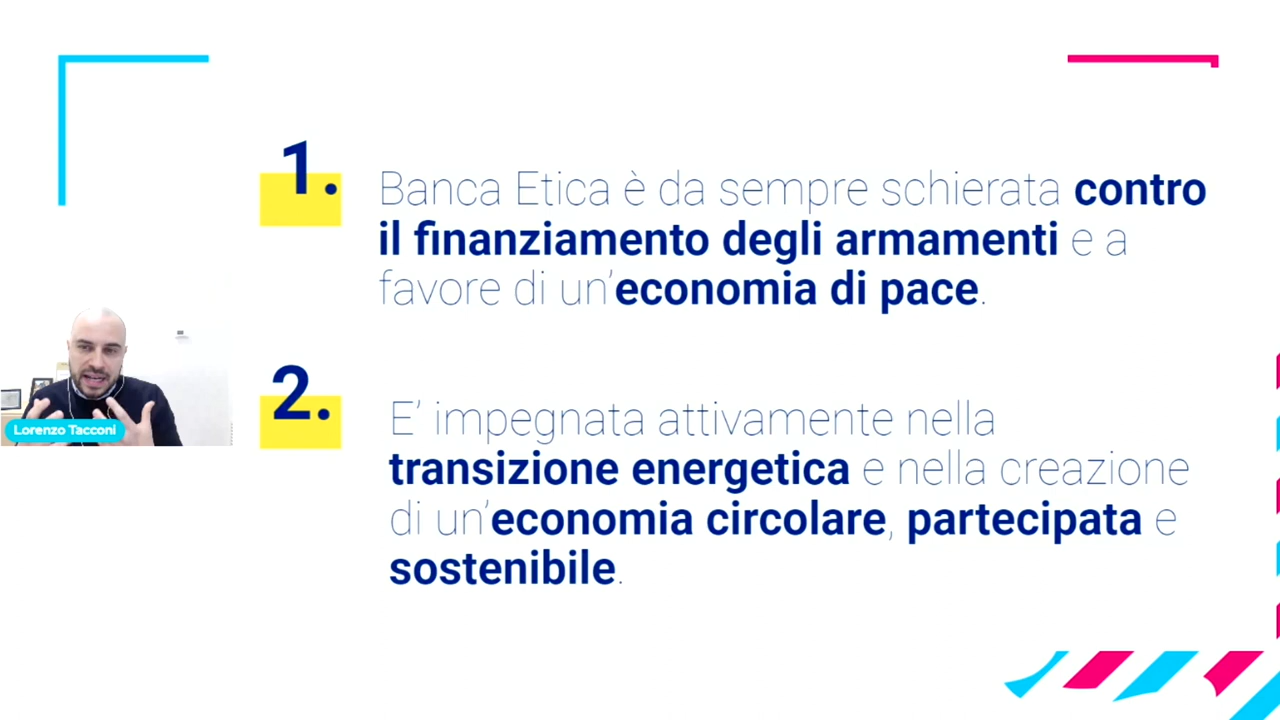 1.
Banca Etica è da sempre schierata contro
il finanziamento degli armamenti e a
favore di un'economia di pace.
Lorenzo Tacconi
2.
E' impegnata attivamente nella
transizione energetica e nella creazione
di un'economia circolare, partecipata e
sostenibile.